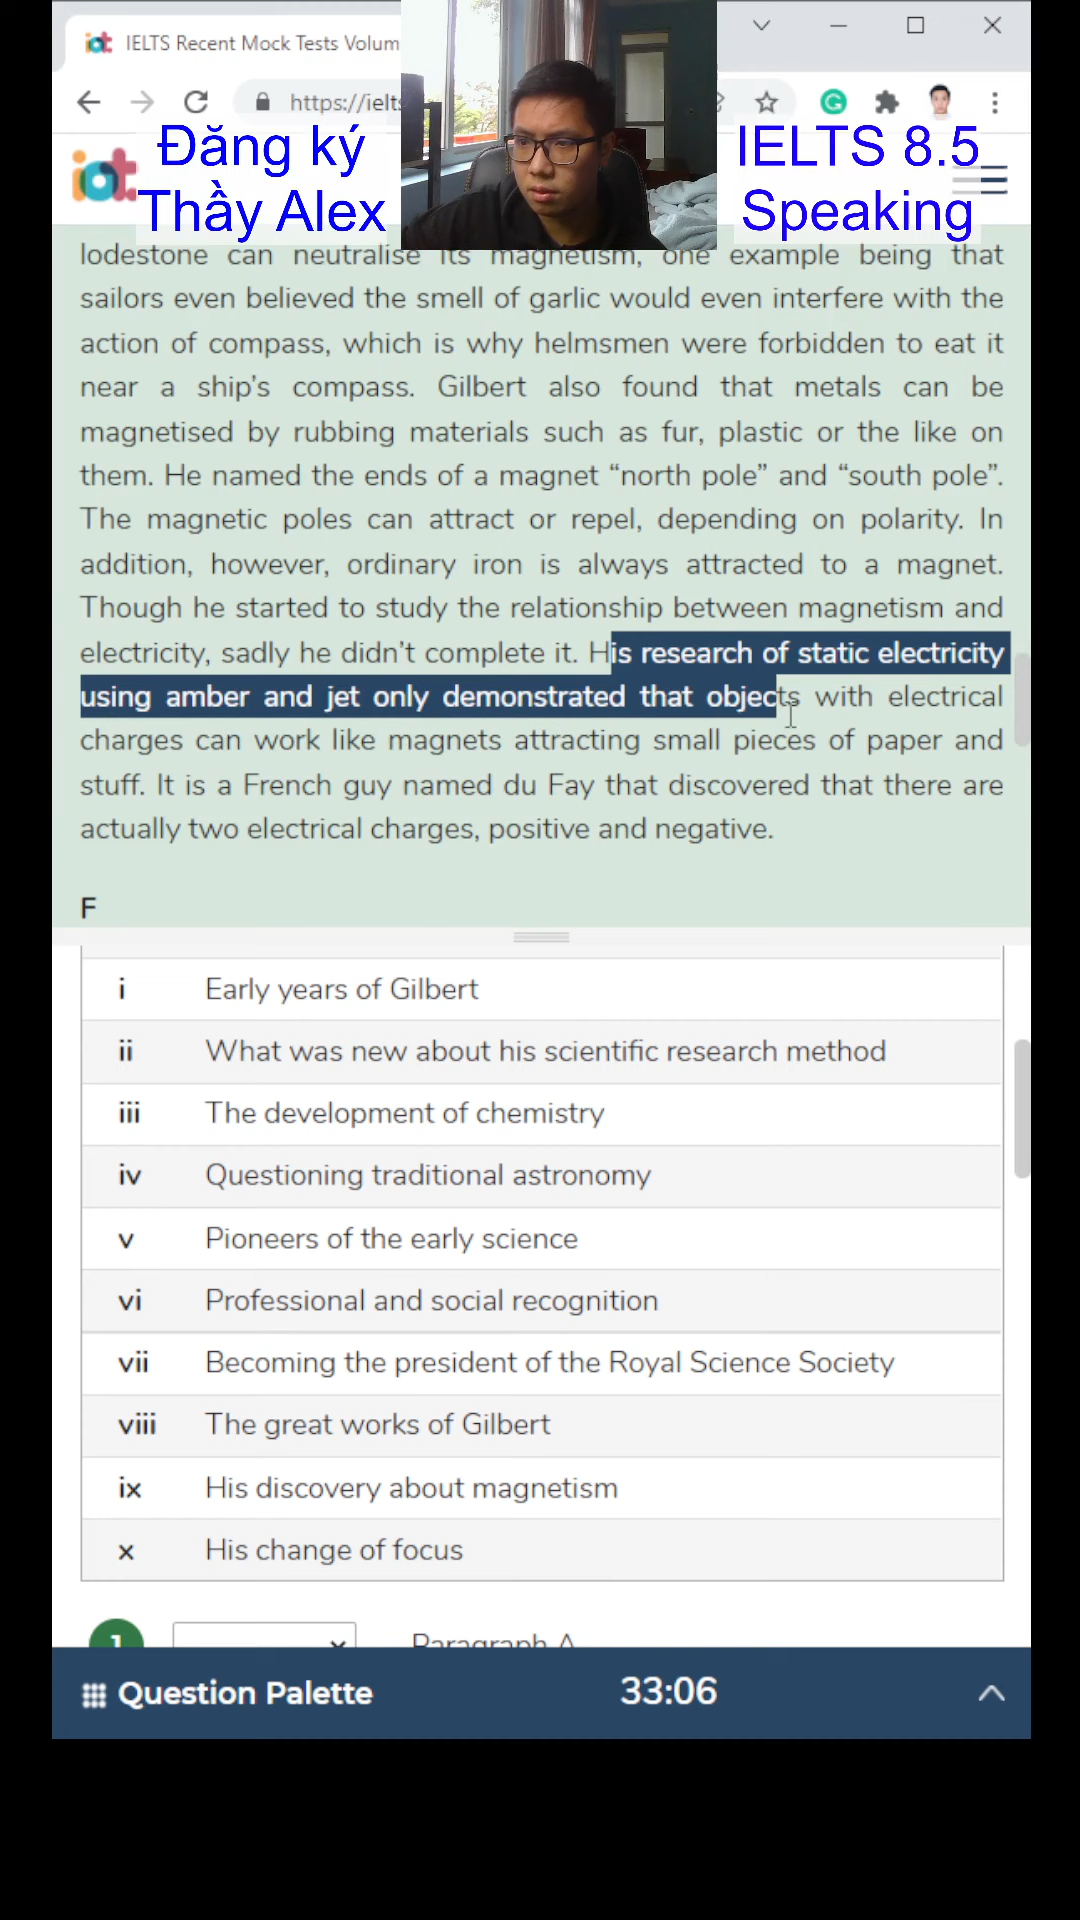 IELTS Recent Mock Tests Volum
https://ielts
Đăng ký
Thầy Alex
IELTS 8.5
Speaking
iot
lodestone can neutralise its magnetism, one example being that
sailors even believed the smell of garlic would even interfere with the
action of compass, which is why helmsmen were forbidden to eat it
near a ship’s compass. Gilbert also found that metals can be
magnetised by rubbing materials such as fur, plastic or the like on
them. He named the ends of a magnet “north pole” and “south pole”.
The magnetic poles can attract or repel, depending on polarity. In
addition, however, ordinary iron is always attracted to a magnet.
Though he started to study the relationship between magnetism and
electricity, sadly he didn’t complete it. His research of static electricity
using amber and jet only demonstrated that objects with electrical
charges can work like magnets attracting small pieces of paper and
stuff. It is a French guy named du Fay that discovered that there are
actually two electrical charges, positive and negative.
F
i Early years of Gilbert
ii What was new about his scientific research method
iii The development of chemistry
iv Questioning traditional astronomy
v Pioneers of the early science
vi Professional and social recognition
vii Becoming the president of the Royal Science Society
viii The great works of Gilbert
ix His discovery about magnetism
x His change of focus
1 Paragraph A
Question Palette 33:06